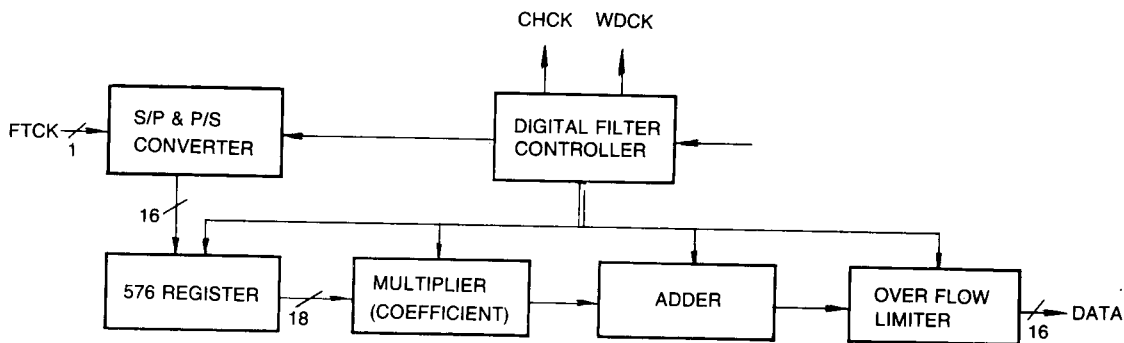 CHCK WDCK
FTCK
1
S/P & P/S
CONVERTER
DIGITAL FILTER
CONTROLLER
16
576 REGISTER
18
MULTIPLIER
(COEFFICIENT)
ADDER
OVER FLOW
LIMITER
16
DATA